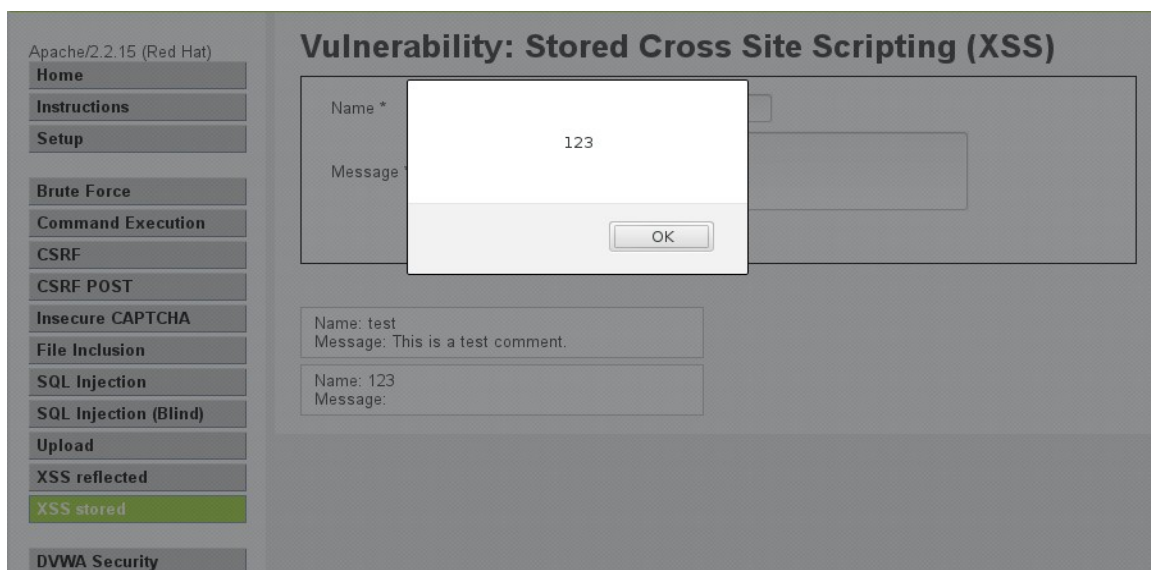 Apache/2.2.15 (Red Hat)
Home
Instructions
Setup
Brute Force
Command Execution
CSRF
CSRF POST
Insecure CAPTCHA
File Inclusion
SQL Injection
SQL Injection (Blind)
Upload
XSS reflected
XSS stored
DVWA Security
Vulnerability: Stored Cross Site Scripting (XSS)
Name *
Message *
123
OK
Name: test
Message: This is a test comment.
Name: 123
Message: